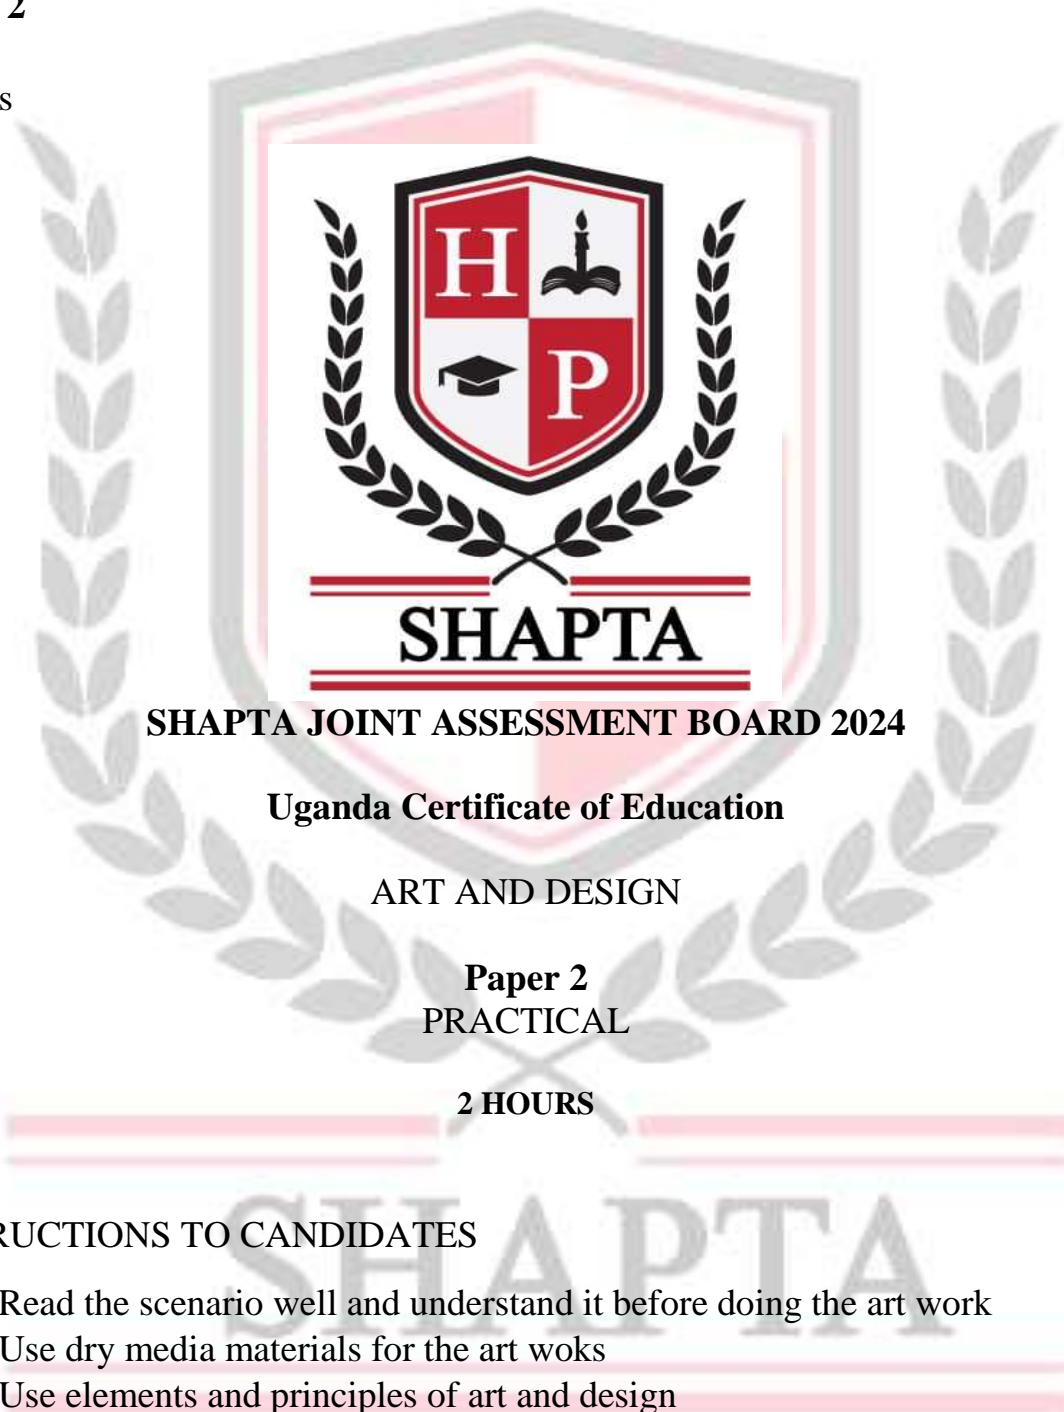 2
s
H
P
SHAPTA
SHAPTA JOINT ASSESSMENT BOARD 2024
Uganda Certificate of Education
ART AND DESIGN
Paper 2
PRACTICAL
2 HOURS
RUCTIONS TO CANDIDATES
SHAPTA
Read the scenario well and understand it before doing the art work
Use dry media materials for the art woks
Use elements and principles of art and design